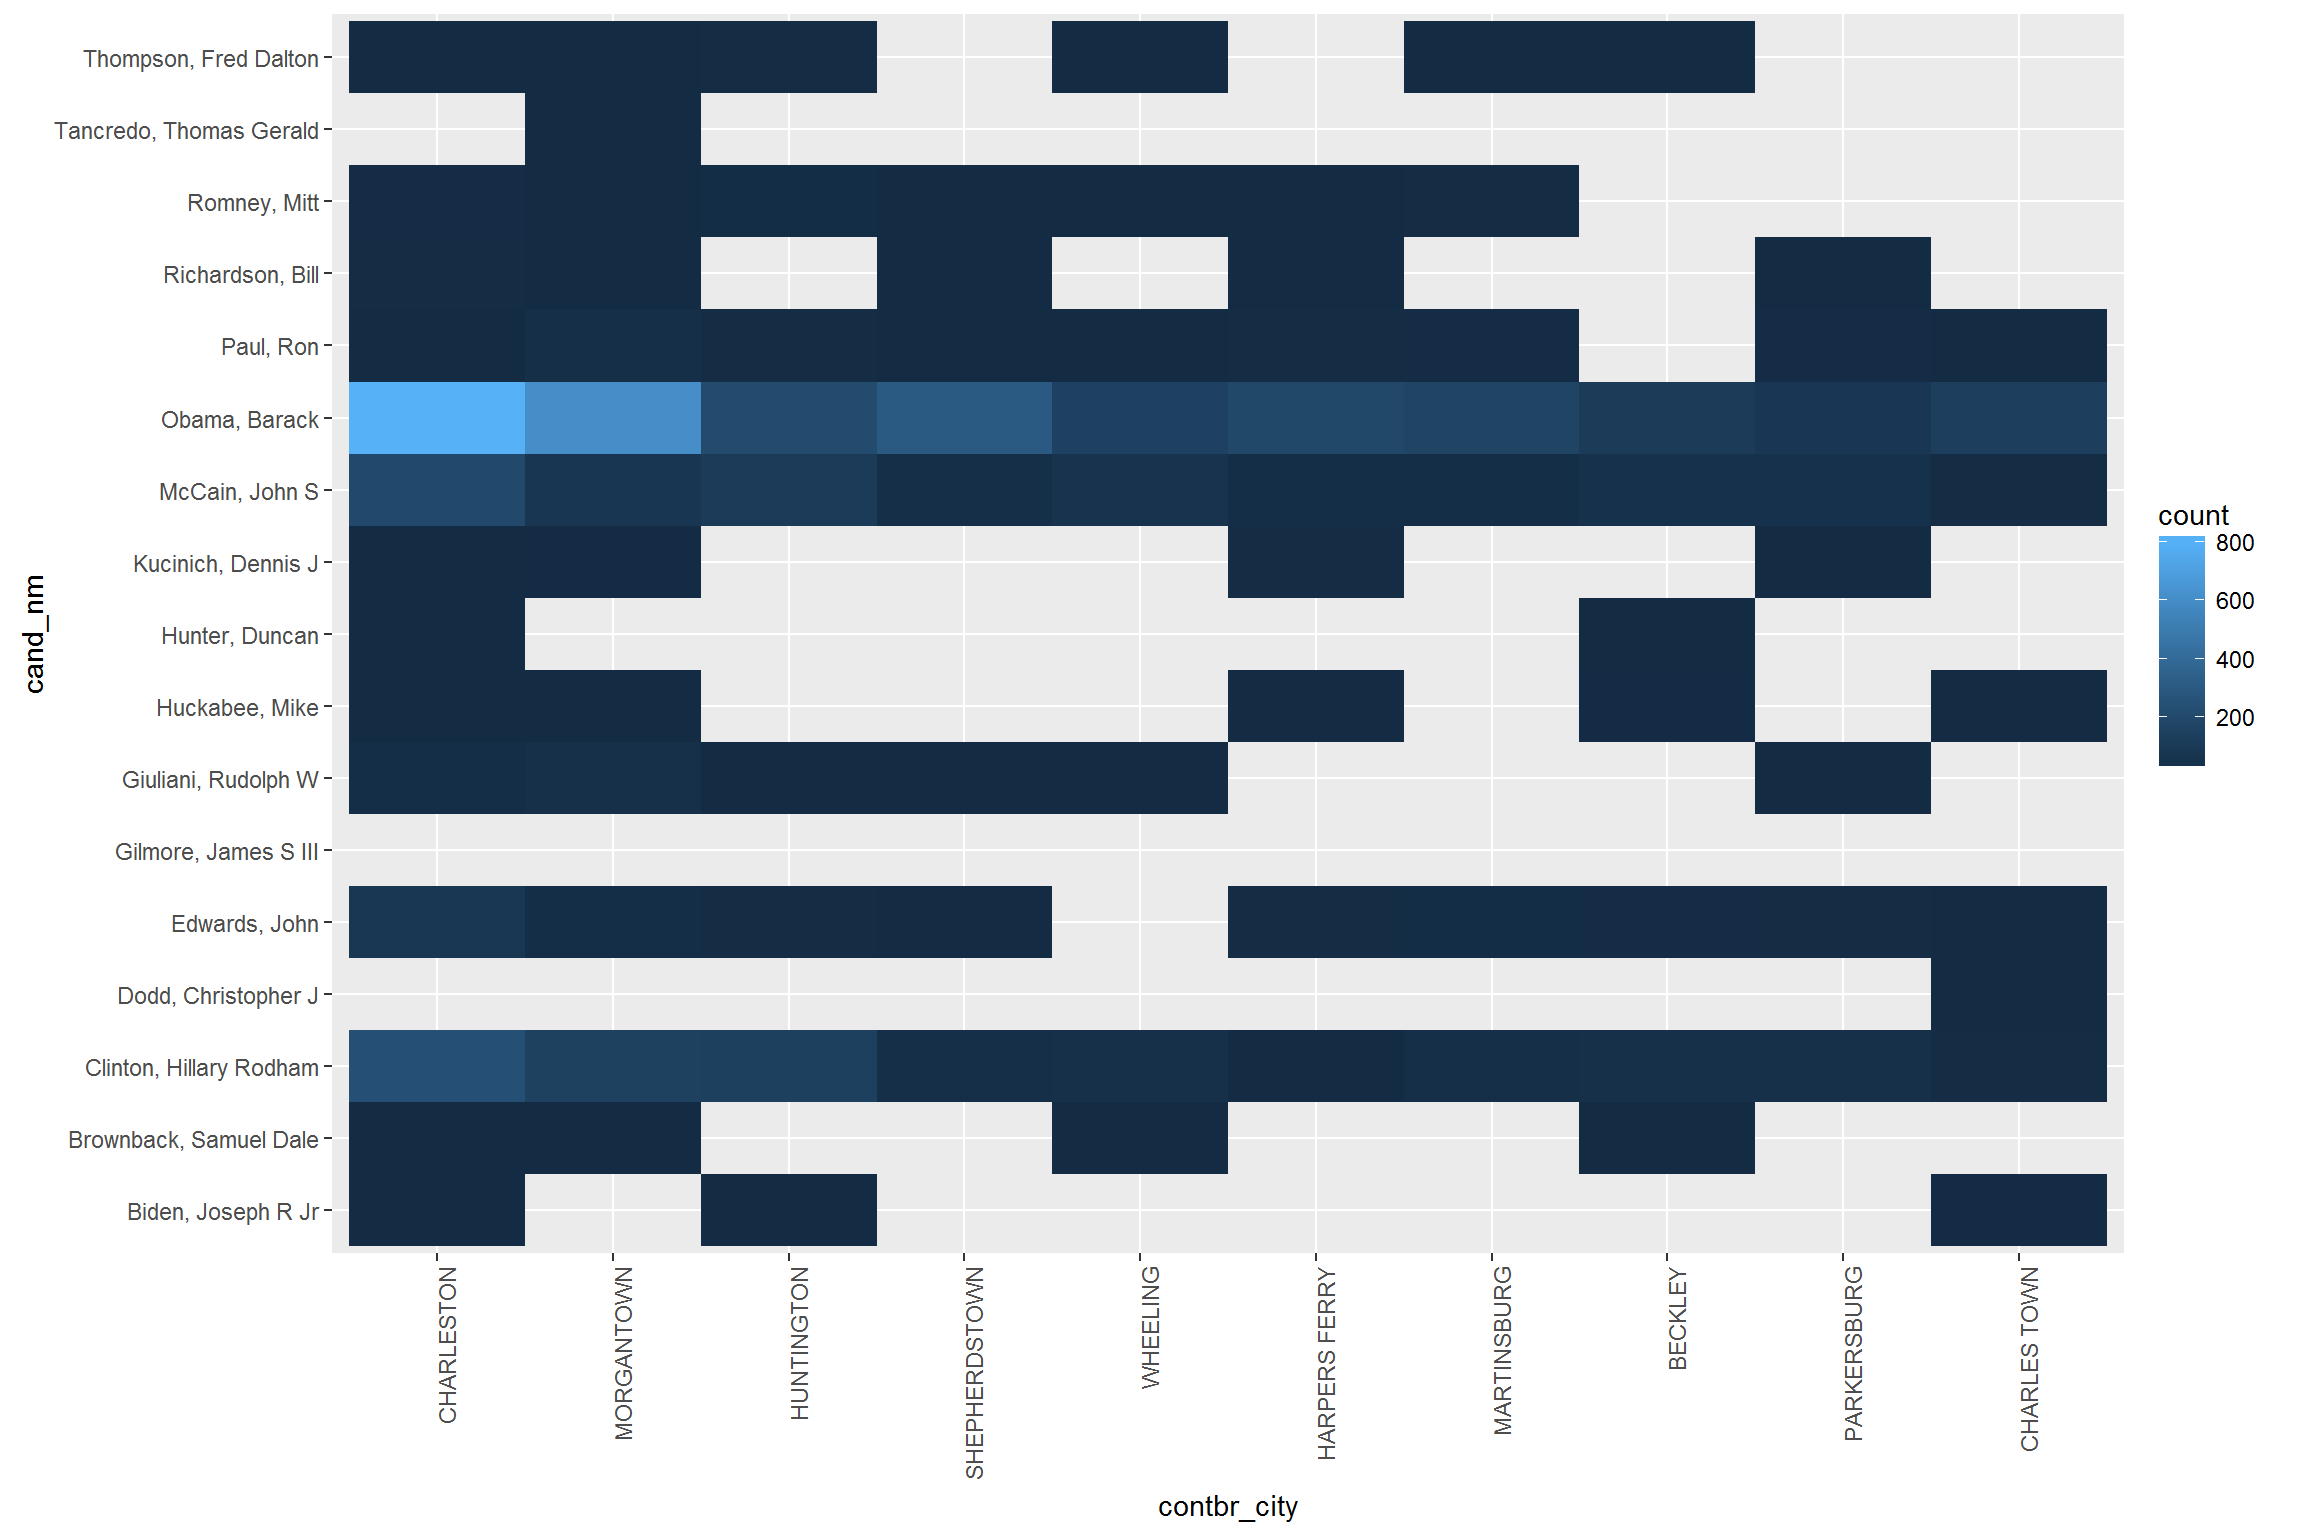 Thompson, Fred Dalton
Tancredo, Thomas Gerald
Romney, Mitt
Richardson, Bill
Paul, Ron
Obama, Barack
McCain, John S
Kucinich, Dennis J
Hunter, Duncan
Huckabee, Mike
Giuliani, Rudolph W
Gilmore, James S III
Edwards, John
Dodd, Christopher J
Clinton, Hillary Rodham
Brownback, Samuel Dale
Biden, Joseph R Jr
cand_nm
CHARLESTON
MORGANTOWN
HUNTINGTON
SHEPHERDSTOWN
WHEELING
HARPERS FERRY
MARTINSBURG
BECKLEY
PARKERSBURG
CHARLES TOWN
contbr_city
count
800
600
400
200